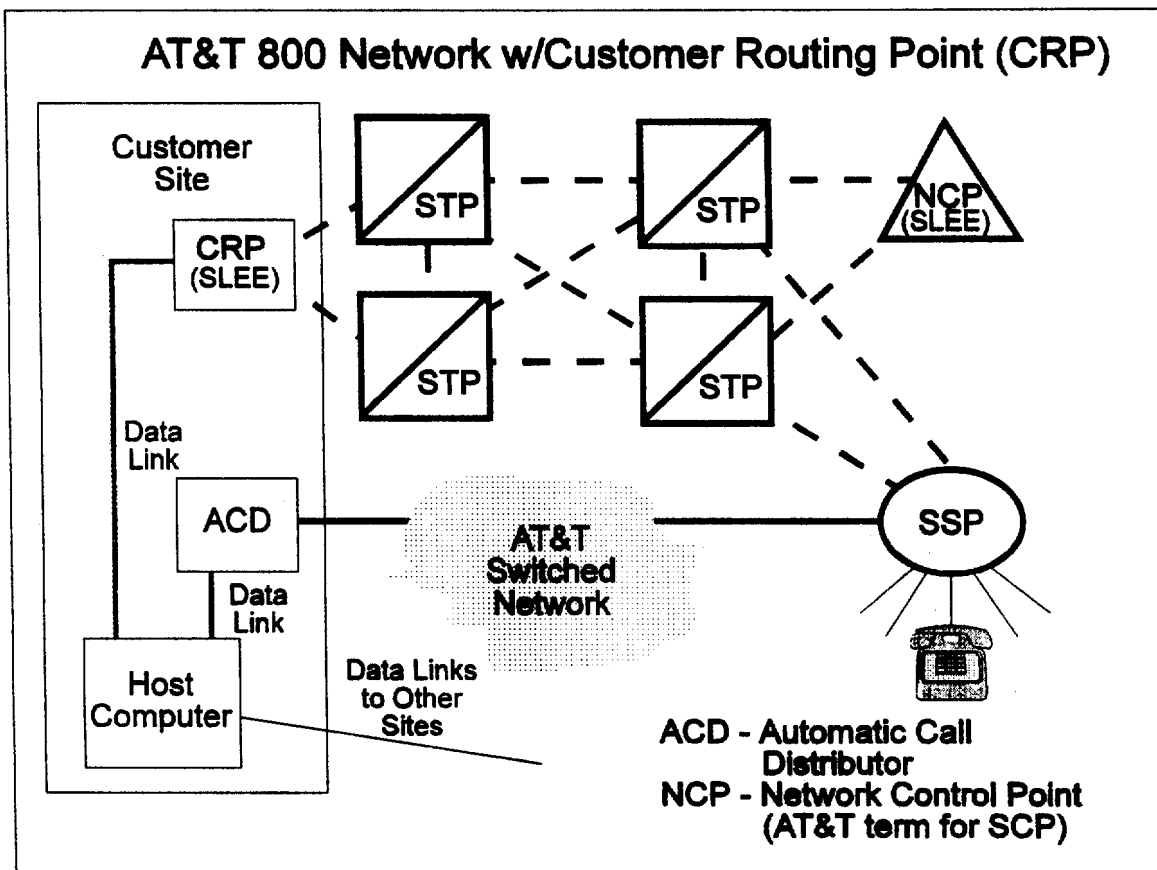 AT&T 800 Network w/Customer Routing Point (CRP)
Customer
Site
STP
STP
NCP
(SLEE)
CRP
(SLEE)
STP
STP
Data
Link
ACD
AT&T
Switched
Network
SSP
Data
Link
Host
Computer
Data Links
to Other
Sites
ACD - Automatic Call
Distributor
NCP - Network Control Point
(AT&T term for SCP)